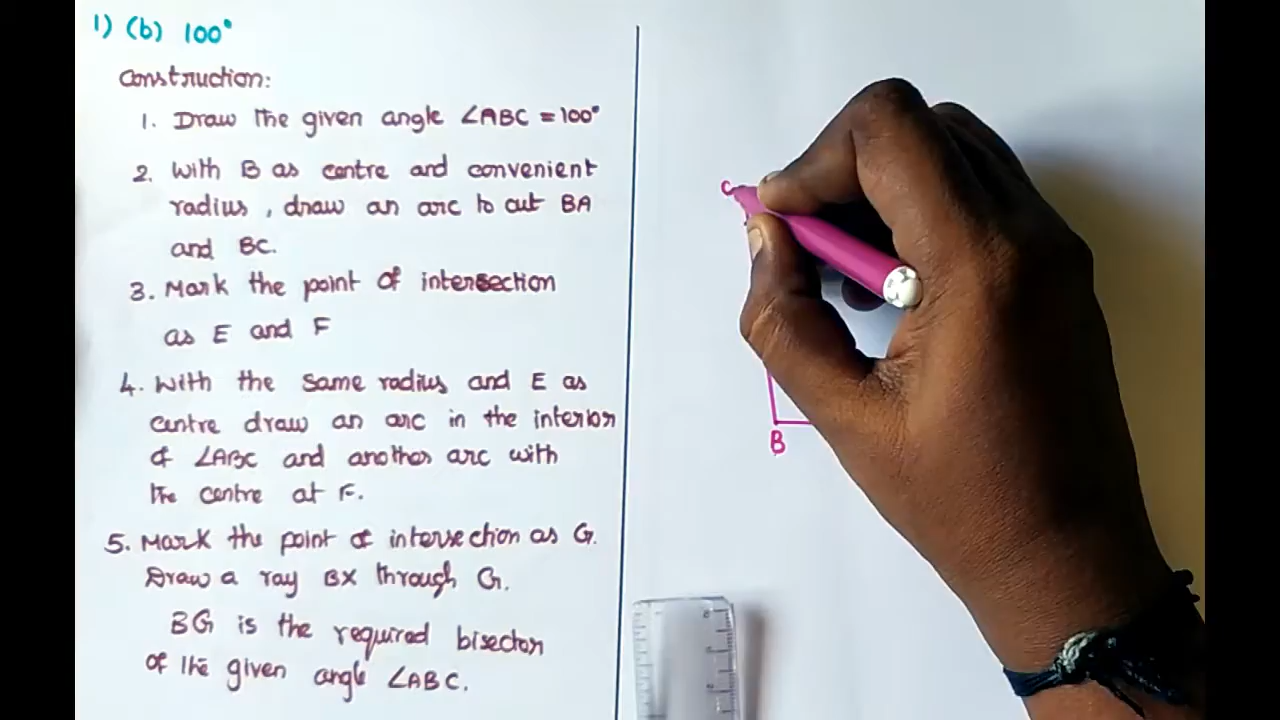 1) (b) 100°
Construction:
1. Draw the given angle ∠ABC = 100°
2. With B as centre and convenient
radius, draw an arc to cut BA
and BC.
3. Mark the point of intersection
as E and F
4. With the same radius and E as
centre draw an arc in the interior
of ∠ABC and another arc with
the centre at F.
5. Mark the point of intersection as G.
Draw a ray BX through G.
BG is the required bisector
of the given angle ∠ABC.
C
B